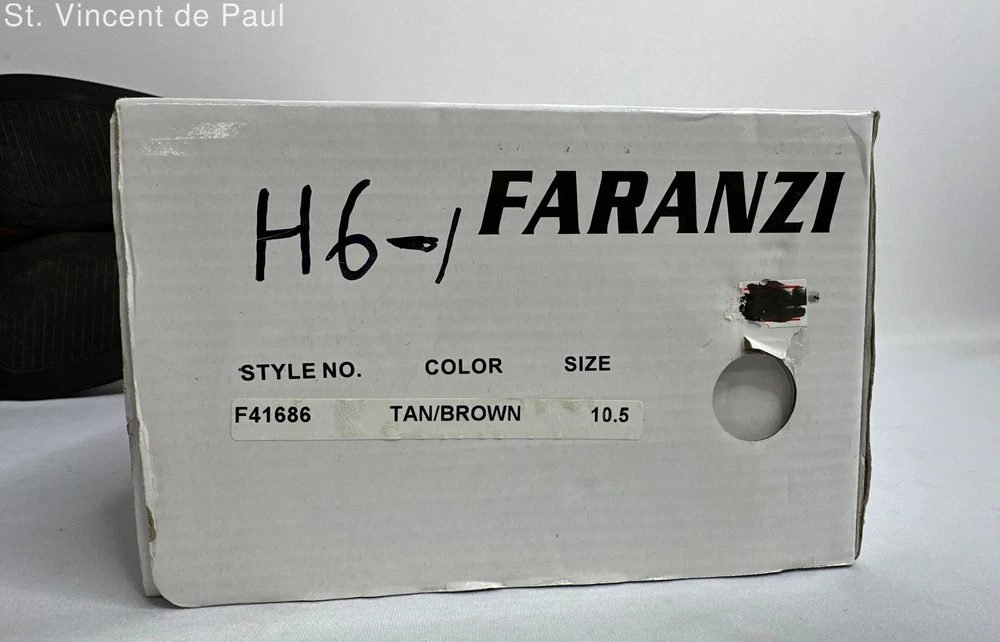 St. Vincent de Paul
FARANZI
H6-1
STYLE NO. COLOR SIZE
F41686 TAN/BROWN 10.5